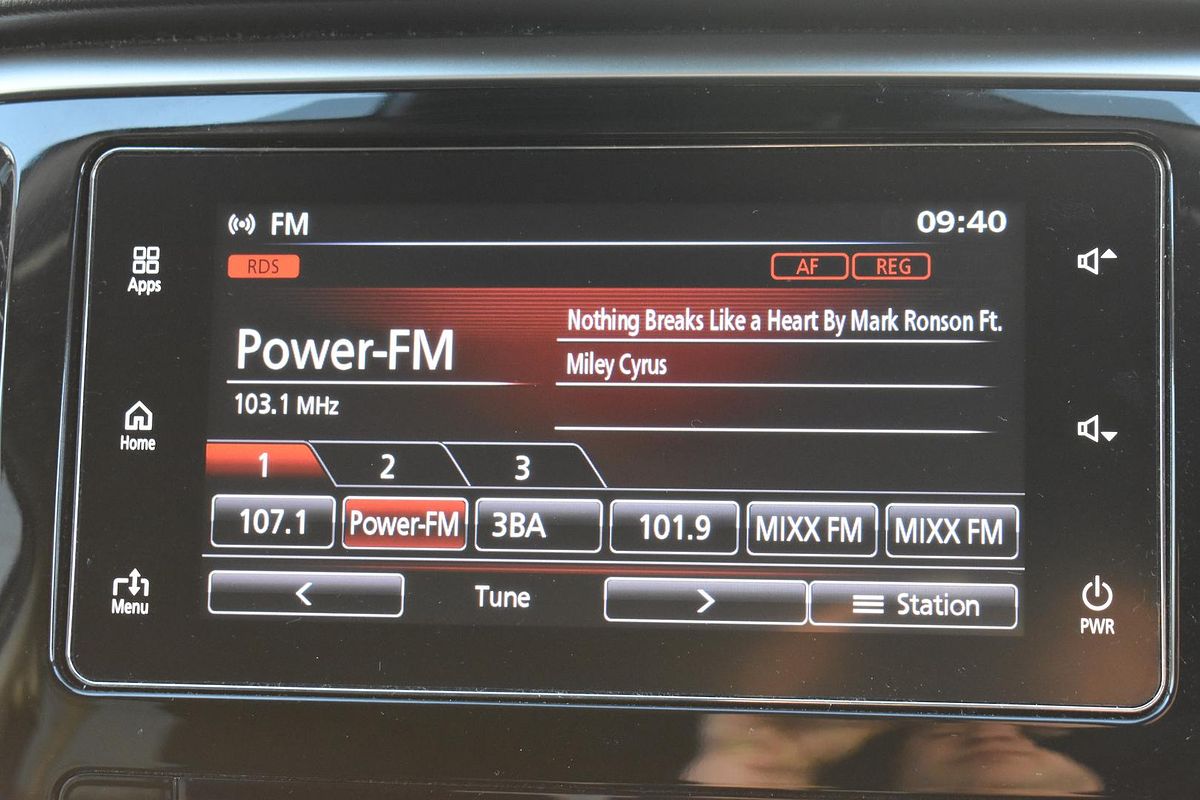 FM
09:40
RDS
AF
REG
Apps
Nothing Breaks Like a Heart By Mark Ronson Ft.
Power-FM
Miley Cyrus
103.1 MHz
Home
1
2
3
107.1
Power-FM
3BA
101.9
MIXX FM
MIXX FM
Menu
<
Tune
>
Station
PWR